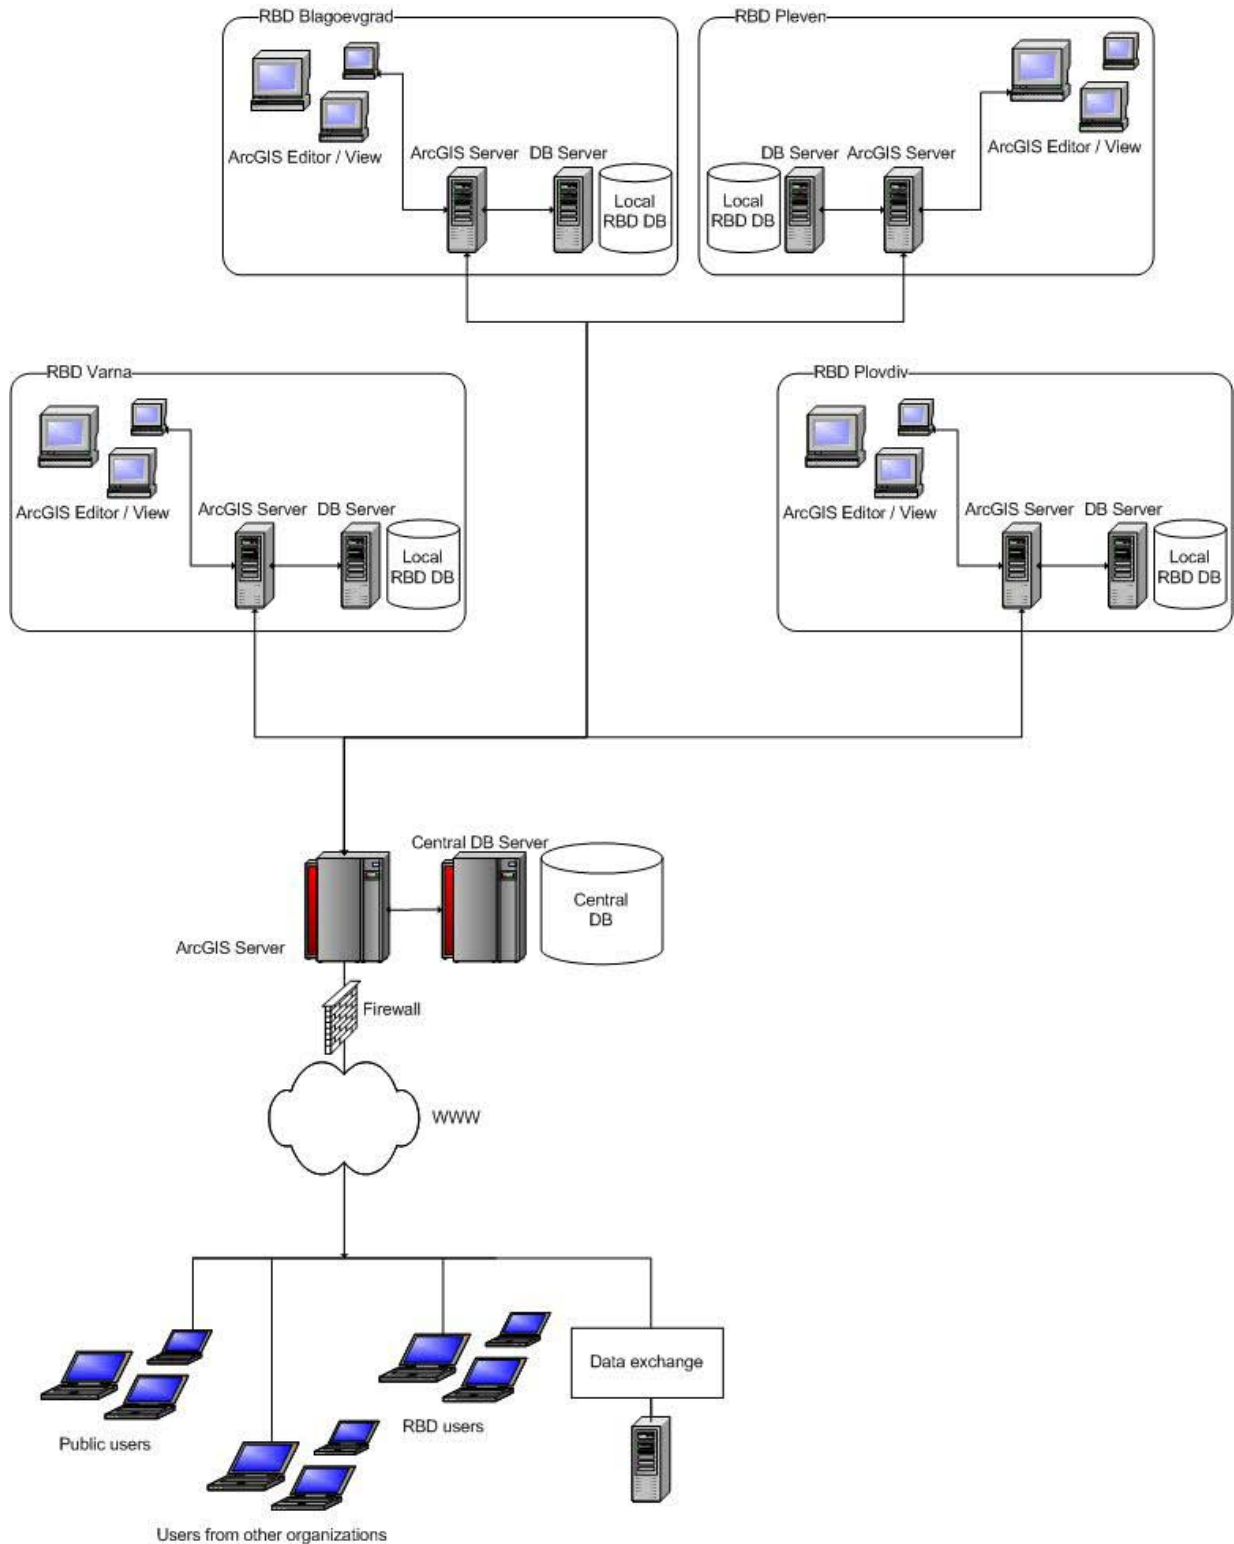 RBD Blagoevgrad
ArcGIS Editor / View
ArcGIS Server
DB Server
Local
RBD DB
RBD Pleven
Local
RBD DB
DB Server
ArcGIS Server
ArcGIS Editor / View
RBD Varna
ArcGIS Editor / View
ArcGIS Server
DB Server
Local
RBD DB
RBD Plovdiv
ArcGIS Editor / View
ArcGIS Server
DB Server
Local
RBD DB
Central DB Server
Central
DB
ArcGIS Server
Firewall
WWW
Public users
Users from other organizations
RBD users
Data exchange